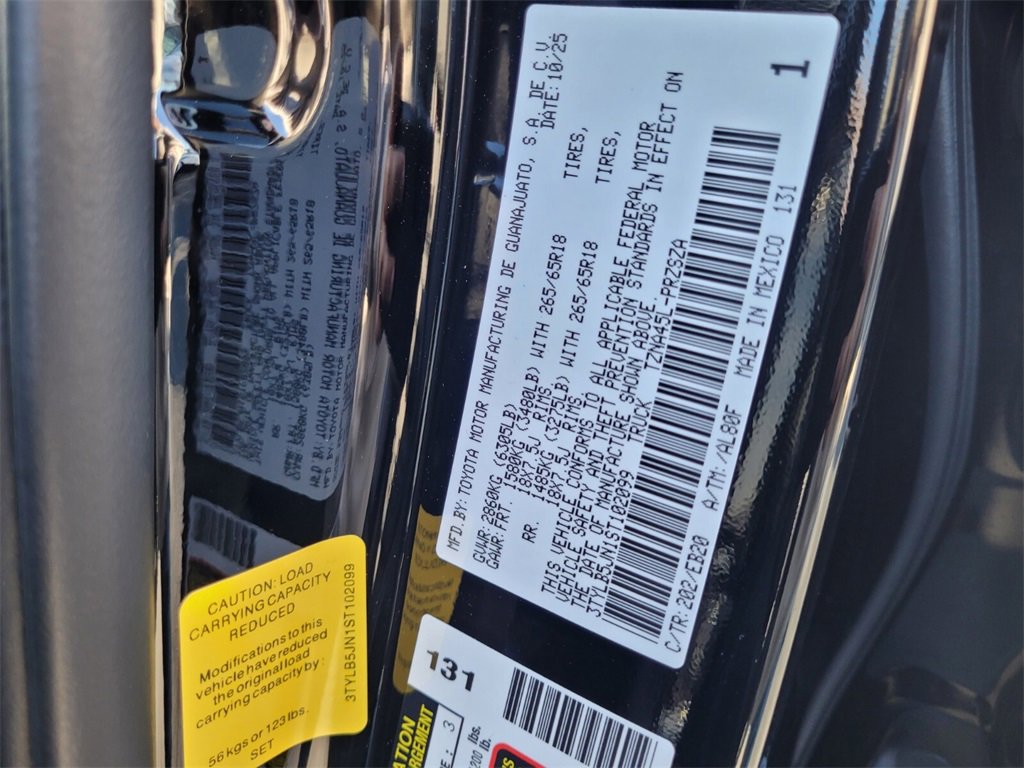 MFD.BY:TOYOTA MOTOR MANUFACTURING DE GUANAJUATO, S.A. DE C.V.
DATE:10/25
GVWR:2860KG (6305LB)
GAWR:FRT. 1580KG (3480LB) WITH 265/65R18 TIRES,
18X7.5J RIMS,
RR. 1485KG (3275LB) WITH 265/65R18 TIRES,
18X7.5J RIMS.
THIS VEHICLE CONFORMS TO ALL APPLICABLE FEDERAL MOTOR
VEHICLE SAFETY AND THEFT PREVENTION STANDARDS IN EFFECT ON
THE DATE OF MANUFACTURE SHOWN ABOVE.
3TYLB5JN1ST102099 TRUCK TZNA45L-PRZSZA
C/TR:202/EB20 A/TM:-/AL80F MADE IN MEXICO 131
1
CAUTION: LOAD
CARRYING CAPACITY
REDUCED
Modifications to this
vehicle have reduced
the original load
carrying capacity by:
56 kgs or 123 lbs.
SET
3TYLB5JN1ST102099
131
: 3
lbs.
lb.